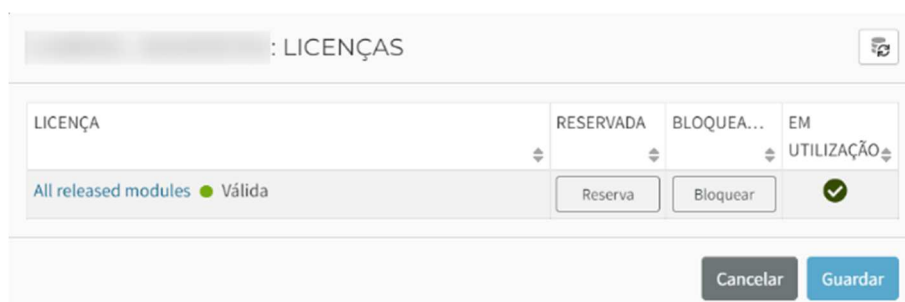 : LICENÇAS
LICENÇA RESERVADA BLOQUEA... EM
UTILIZAÇÃO
All released modules Válida Reserva Bloquear
Cancelar Guardar